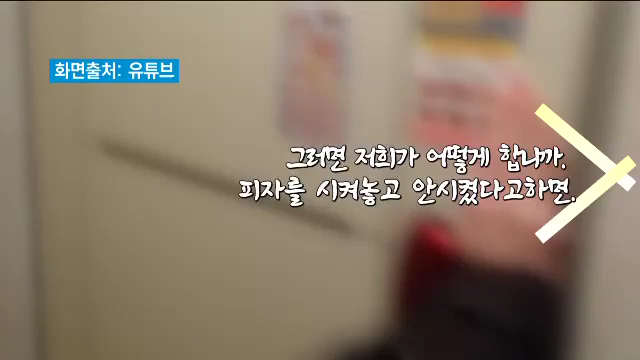 화면출처: 유튜브
그러면 저희가 어떻게 합니까.
피자를 시켜놓고 안시켰다고하면.